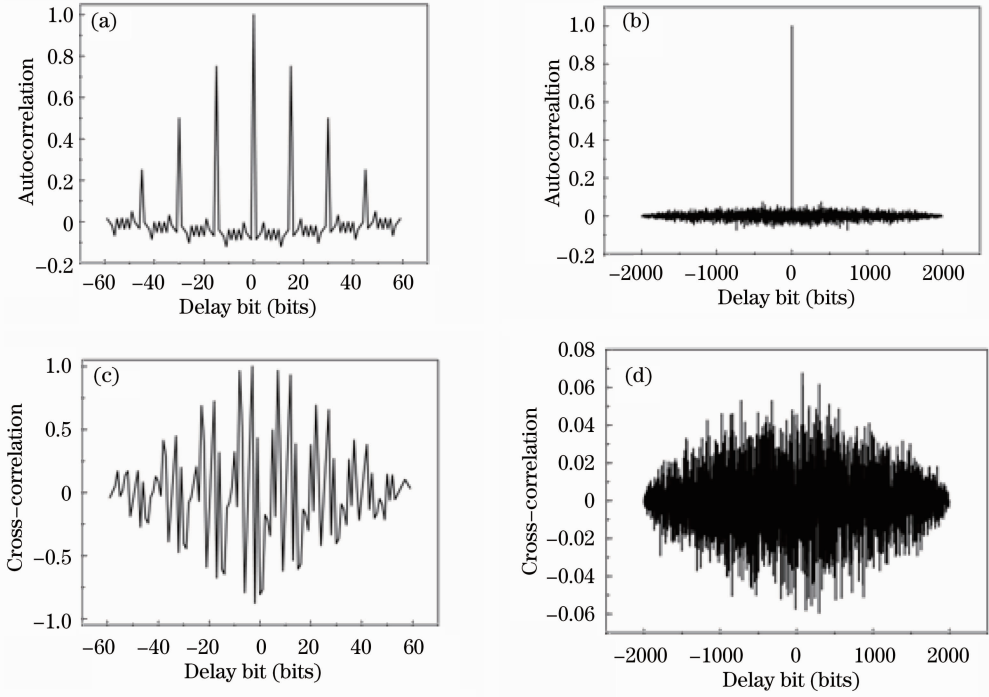 (a)
Autocorrelation
1.0
0.8
0.6
0.4
0.2
0
−0.2
−60 −40 −20 0 20 40 60
Delay bit (bits)
(b)
Autocorrealtion
1.0
0.8
0.6
0.4
0.2
0
−0.2
−2000 −1000 0 1000 2000
Delay bit (bits)
(c)
Cross−correlation
1.0
0.5
0
−0.5
−1.0
−60 −40 −20 0 20 40 60
Delay bit (bits)
(d)
Cross−correlation
0.08
0.06
0.04
0.02
0
−0.02
−0.04
−0.06
−2000 −1000 0 1000 2000
Delay bit (bits)